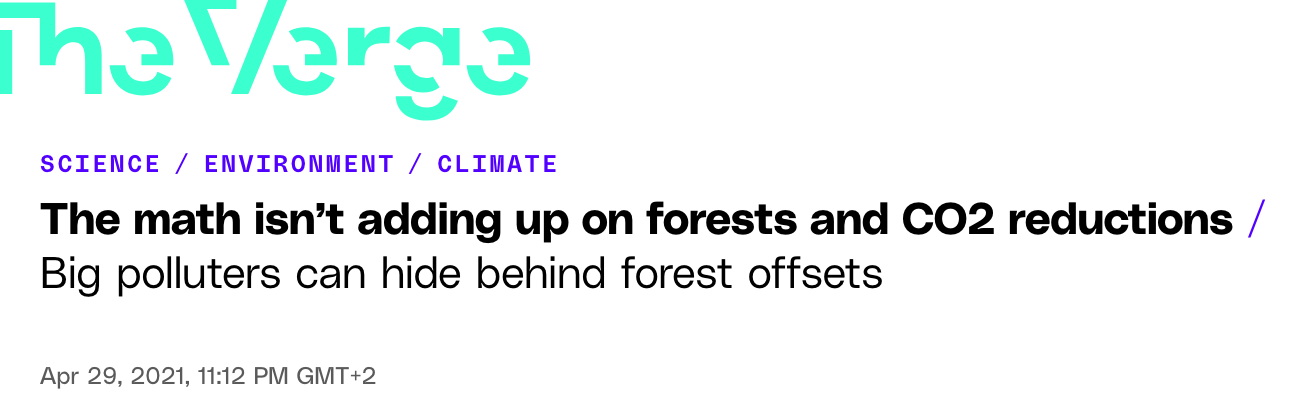 The Verge
SCIENCE / ENVIRONMENT / CLIMATE
The math isn’t adding up on forests and CO2 reductions /
Big polluters can hide behind forest offsets
Apr 29, 2021, 11:12 PM GMT+2